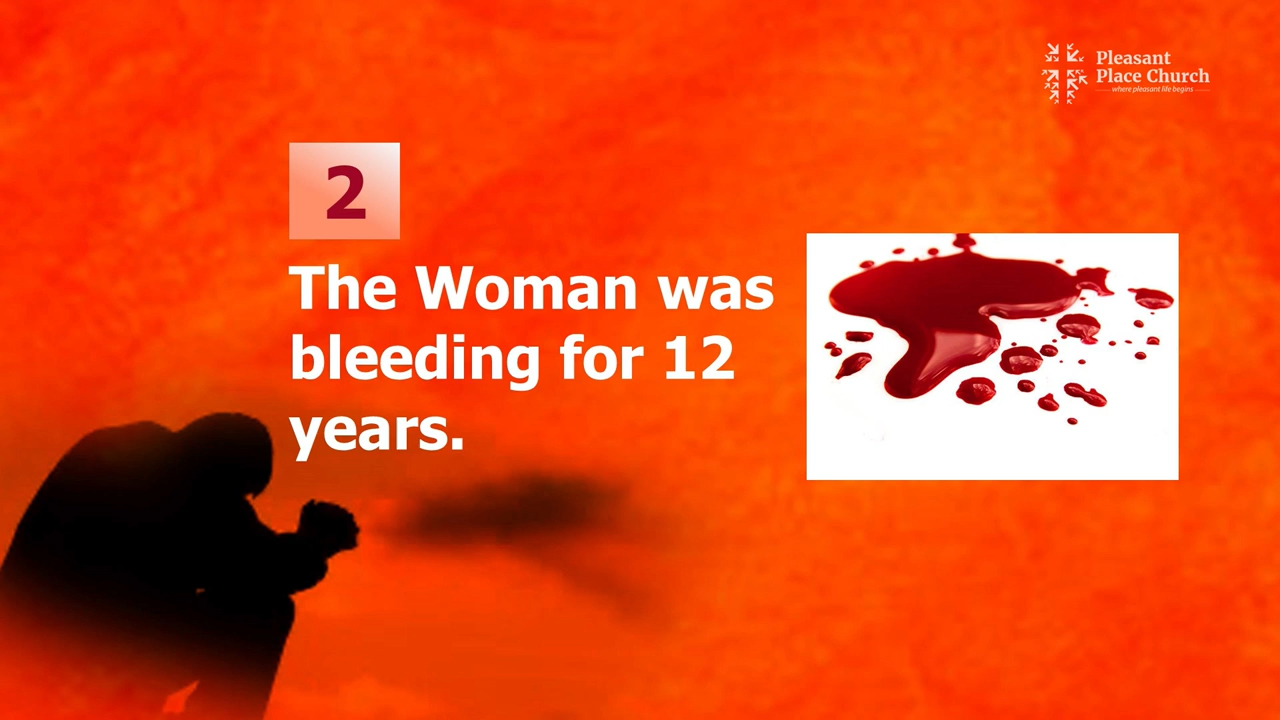 Pleasant
Place Church
where pleasant life begins
2
The Woman was
bleeding for 12
years.